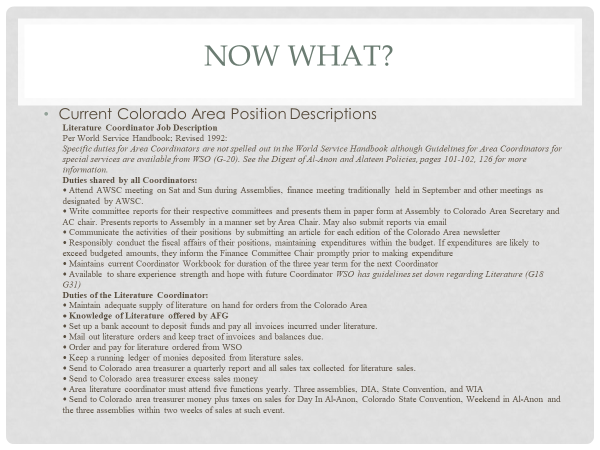 NOW WHAT?
• Current Colorado Area Position Descriptions
Literature Coordinator Job Description
Per World Service Handbook; Revised 1992:
Specific duties for Area Coordinators are not spelled out in the World Service Handbook although Guidelines for Area Coordinators for
special services are available from WSO (G-20). See the Digest of Al-Anon and Alateen Policies, pages 101-102, 126 for more
information.
Duties shared by all Coordinators:
• Attend AWSC meeting on Sat and Sun during Assemblies, finance meeting traditionally held in September and other meetings as
designated by AWSC.
• Write committee reports for their respective committees and presents them in paper form at Assembly to Colorado Area Secretary and
AC chair. Presents reports to Assembly in a manner set by Area Chair. May also submit reports via email
• Communicate the activities of their positions by submitting an article for each edition of the Colorado Area newsletter
• Responsibly conduct the fiscal affairs of their positions, maintaining expenditures within the budget. If expenditures are likely to
exceed budgeted amounts, they inform the Finance Committee Chair promptly prior to making expenditure
• Maintains current Coordinator Workbook for duration of the three year term for the next Coordinator
• Available to share experience strength and hope with future Coordinator WSO has guidelines set down regarding Literature (G18
G31)
Duties of the Literature Coordinator:
• Maintain adequate supply of literature on hand for orders from the Colorado Area
• Knowledge of Literature offered by AFG
• Set up a bank account to deposit funds and pay all invoices incurred under literature.
• Mail out literature orders and keep tract of invoices and balances due.
• Order and pay for literature ordered from WSO
• Keep a running ledger of monies deposited from literature sales.
• Send to Colorado area treasurer a quarterly report and all sales tax collected for literature sales.
• Send to Colorado area treasurer excess sales money
• Area literature coordinator must attend five functions yearly. Three assemblies, DIA, State Convention, and WIA
• Send to Colorado area treasurer money plus taxes on sales for Day In Al-Anon, Colorado State Convention, Weekend in Al-Anon and
the three assemblies within two weeks of sales at such event.